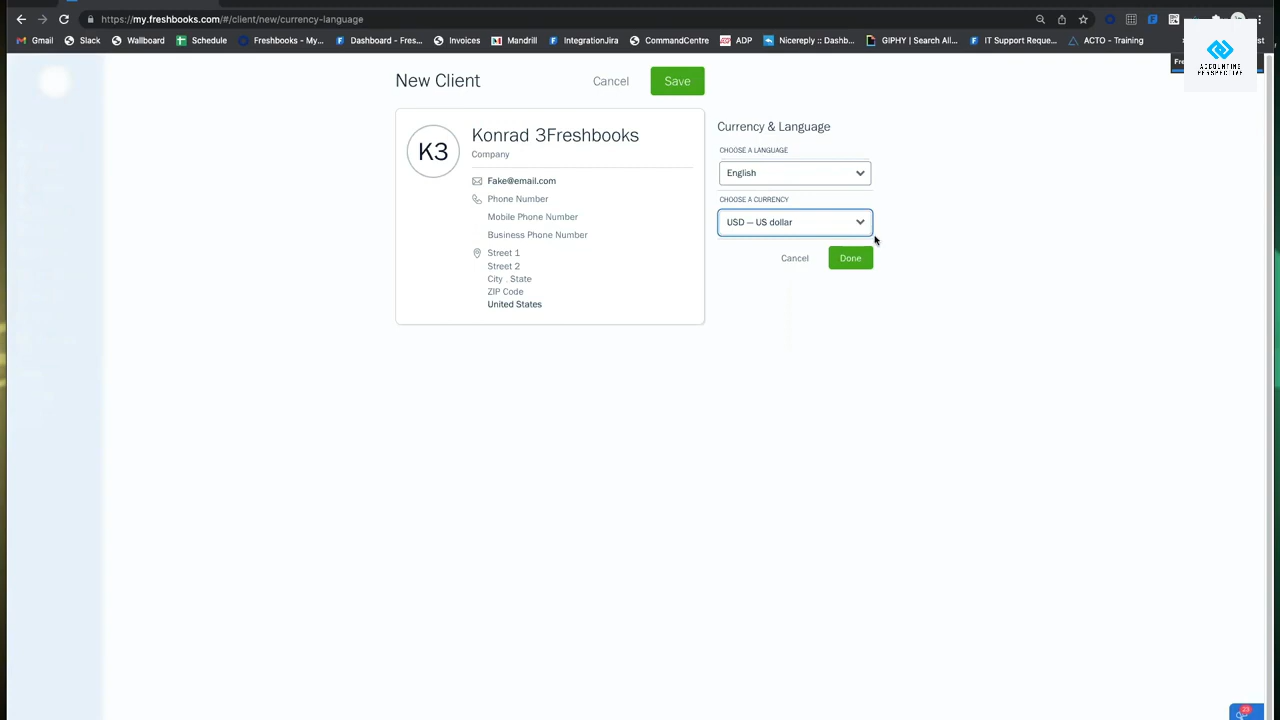 https://my.freshbooks.com/#/client/new/currency-language
Gmail
Slack
Wallboard
Schedule
Freshbooks - My...
Dashboard - Fres...
Invoices
Mandrill
IntegrationJira
CommandCentre
ADP
Nicereply :: Dashb...
GIPHY | Search All...
IT Support Reque...
ACTO - Training
ACCOUNTING
PERSPECTIVE
New Client
Cancel
Save
K3
Konrad 3Freshbooks
Company
Fake@email.com
Phone Number
Mobile Phone Number
Business Phone Number
Street 1
Street 2
City , State
ZIP Code
United States
Currency & Language
CHOOSE A LANGUAGE
English
CHOOSE A CURRENCY
USD — US dollar
Cancel
Done
23